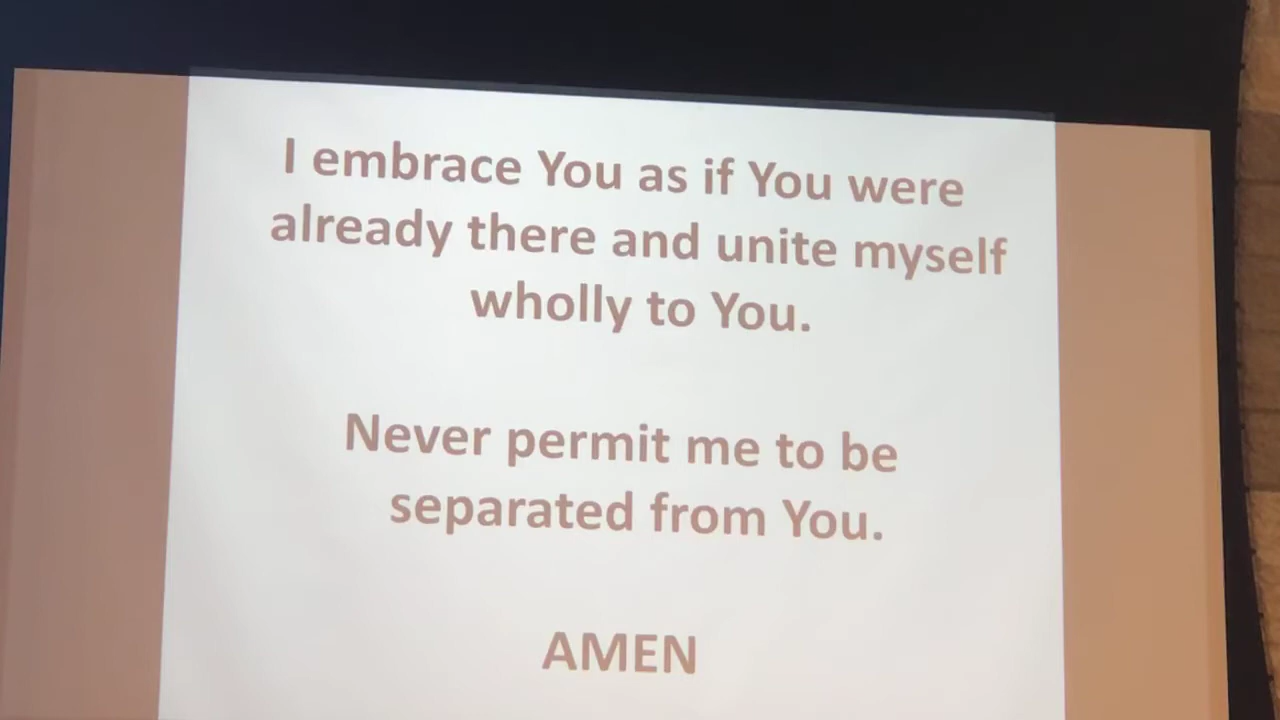 I embrace You as if You were
already there and unite myself
wholly to You.
Never permit me to be
separated from You.
AMEN